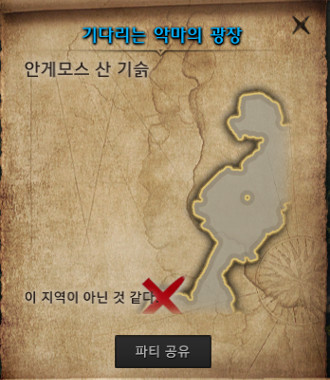 기다리는 악마의 광장
안게모스 산 기슭
이 지역이 아닌 것 같다.
파티 공유